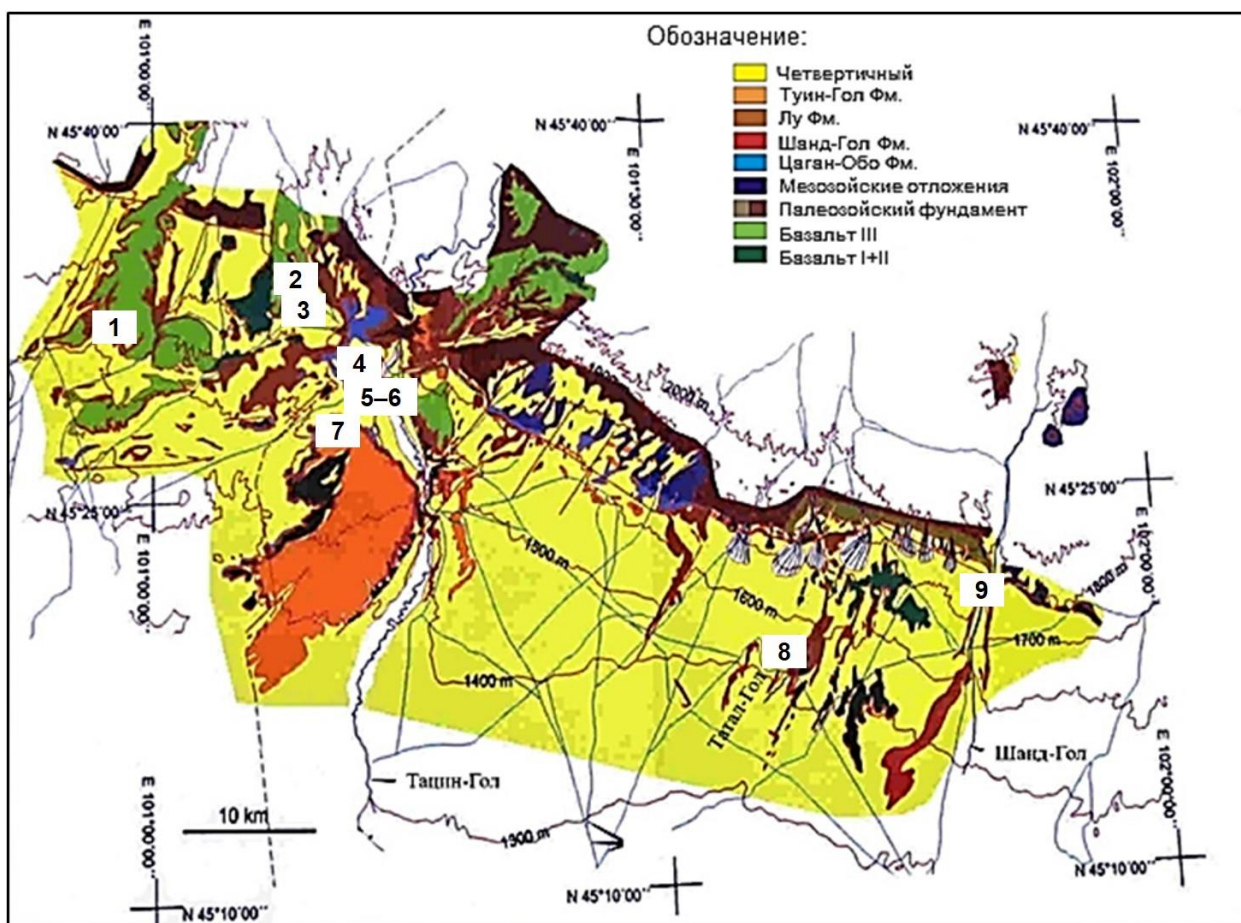 Обозначение:
Четвертичный
Туин-Гол Фм.
Лу Фм.
Шанд-Гол Фм.
Цаган-Обо Фм.
Мезозойские отложения
Палеозойский фундамент
Базальт III
Базальт I+II
E 101°00'00"
N 45°40'00"
N 45°40'00"
E 101°30'00"
N 45°40'00"
E 102°00'00"
1
2
3
4
5–6
7
2000 m
N 45°25'00"
E 101°00'00"
N 45°25'00"
E 102°00'00"
1500 m
1600 m
9
1800 m
1700 m
8
1400 m
Татал-Гол
Тацин-Гол
Шанд-Гол
10 km
1300 m
E 101°00'00"
E 102°00'00"
N 45°10'00"
N 45°10'00"
N 45°10'00"